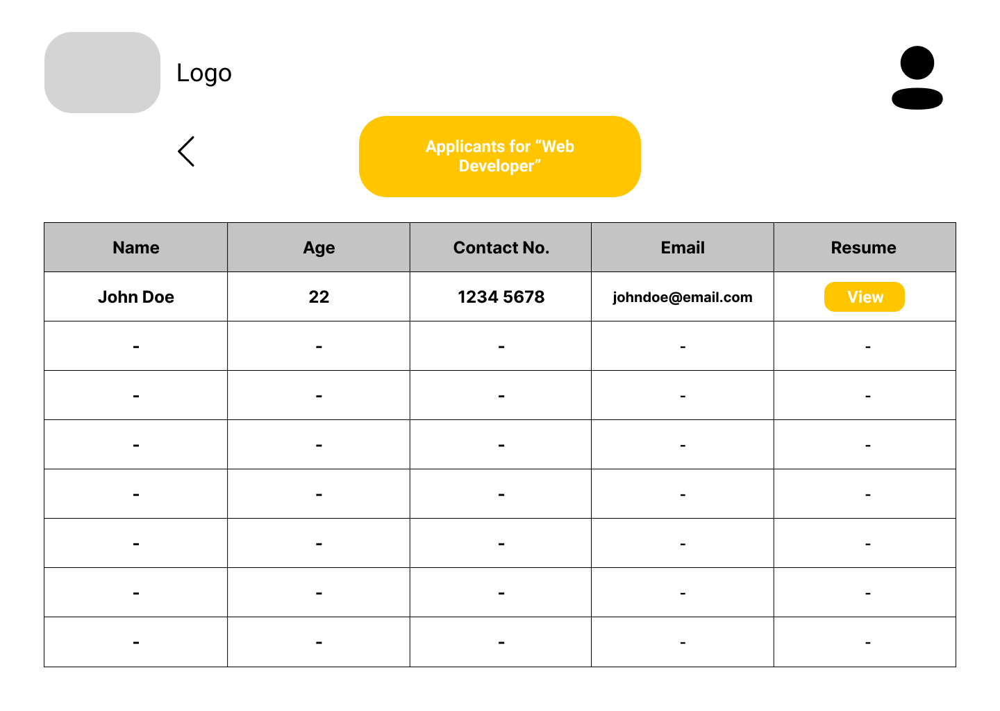 Logo
Applicants for “Web
Developer”
Name Age Contact No. Email Resume
John Doe 22 1234 5678 johndoe@email.com View
- - - - -
- - - - -
- - - - -
- - - - -
- - - - -
- - - - -
- - - - -